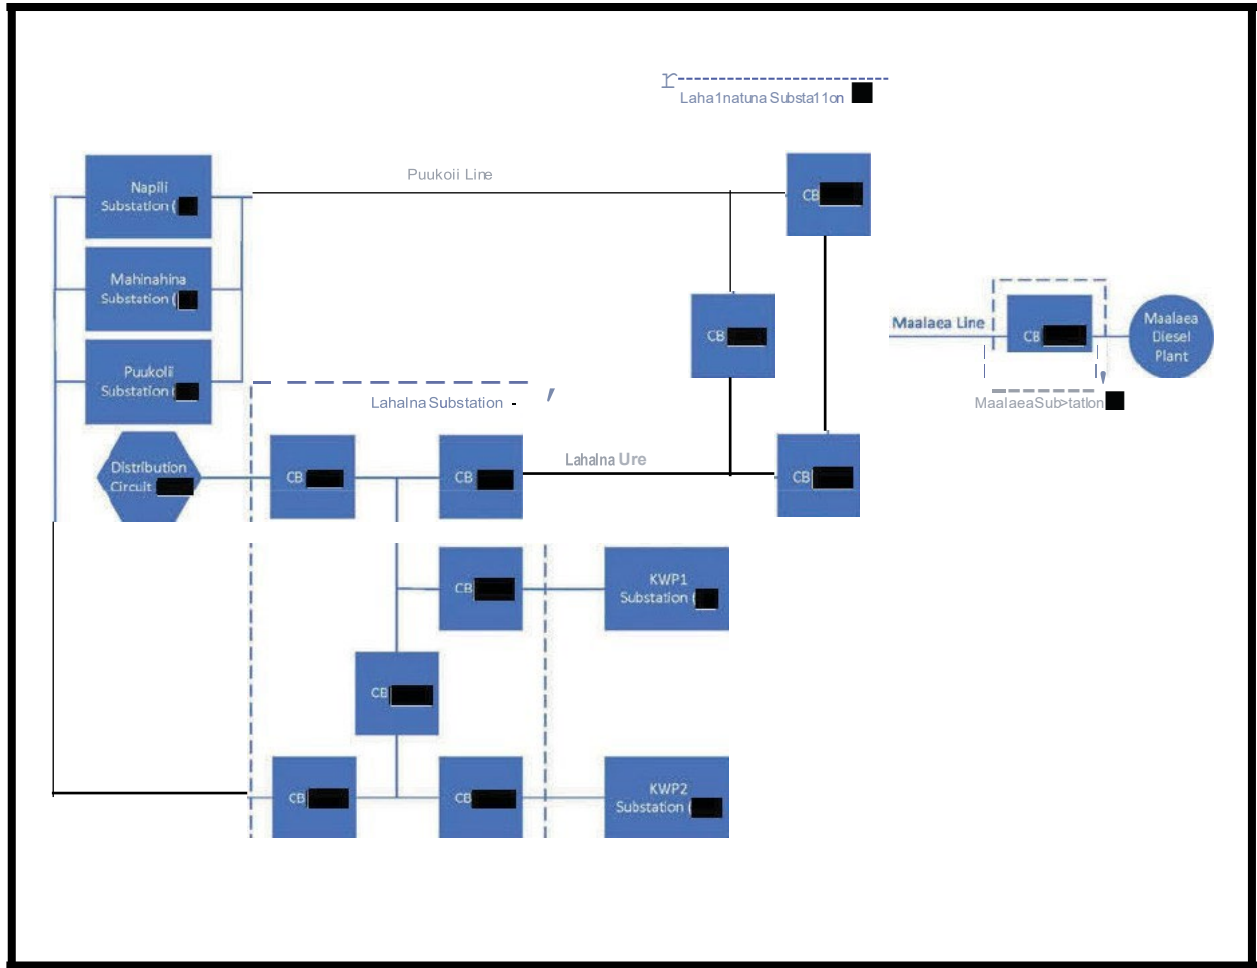 Laha1natuna Substa11on
Puukoii Line
Napili
Substation (
CB
Mahinahina
Substation (
CB
Maalaea Line
CB
Maalaea
Diesel
Plant
Puukolii
Substation (
Lahalna Substation -
MaalaeaSub>tatlon
Distribution
Circuit
CB
CB
Lahalna Ure
CB
CB
KWP1
Substation (
CB
CB
CB
KWP2
Substation (